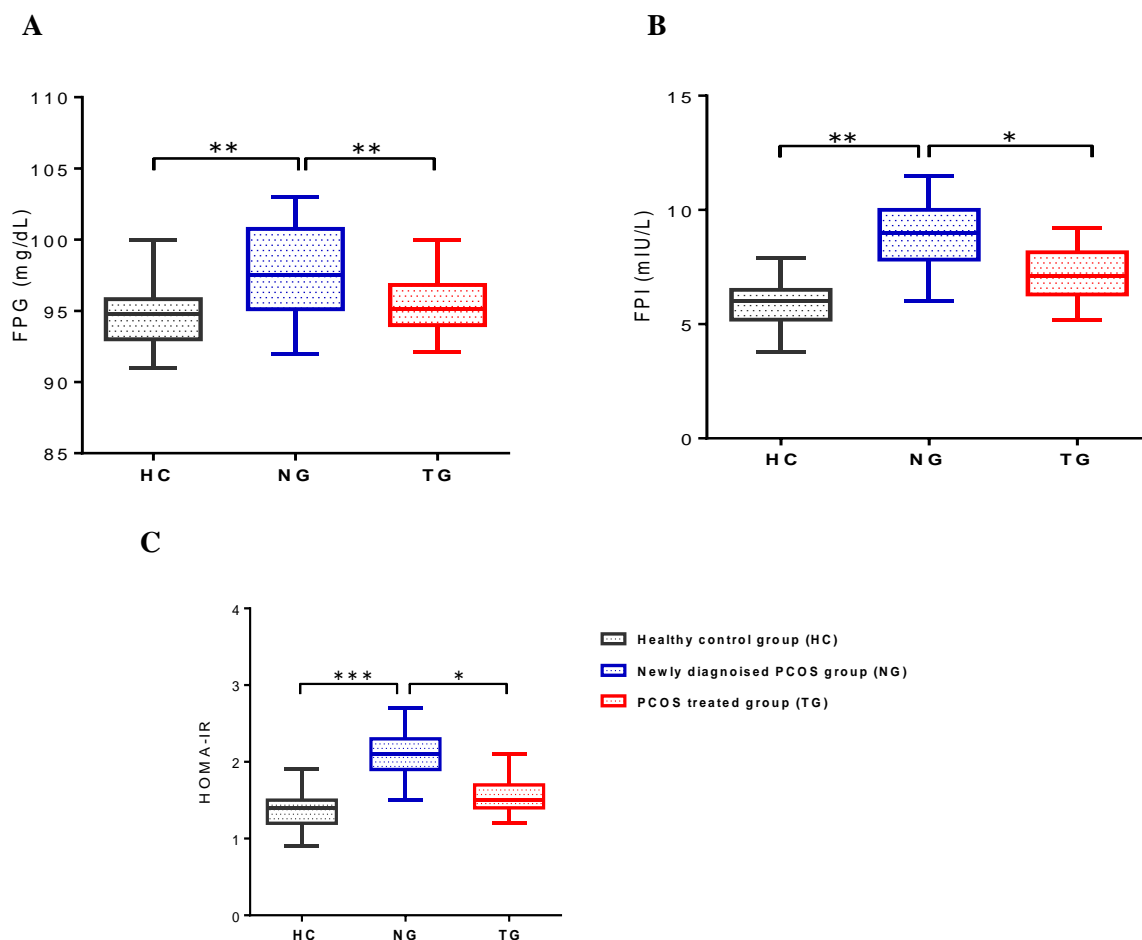 A
FPG (mg/dL)
110
105
100
95
90
85
**
**
HC
NG
TG
B
FPI (mIU/L)
15
10
5
0
**
*
HC
NG
TG
C
HOMA-IR
4
3
2
1
0
***
*
HC
NG
TG
Healthy control group (HC)
Newly diagnoised PCOS group (NG)
PCOS treated group (TG)